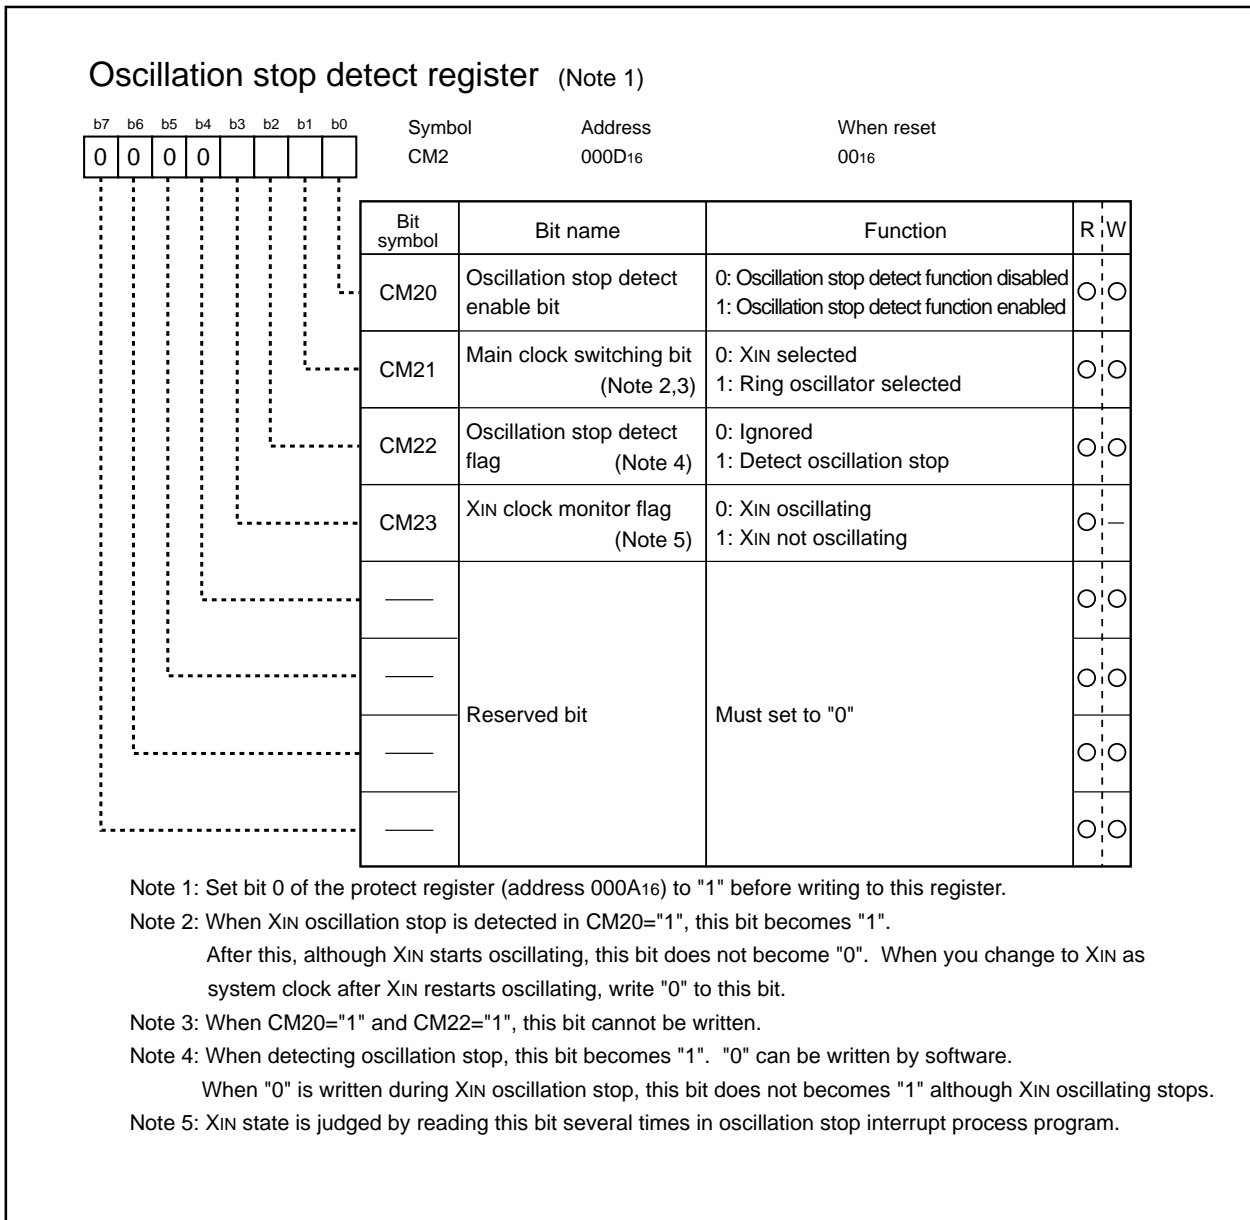 Oscillation stop detect register (Note 1)
b7 b6 b5 b4 b3 b2 b1 b0
Symbol Address When reset
0 0 0 0
CM2 000D16 0016
Bit symbol Bit name Function R W
CM20 Oscillation stop detect enable bit 0: Oscillation stop detect function disabled
1: Oscillation stop detect function enabled
CM21 Main clock switching bit (Note 2,3) 0: XIN selected
1: Ring oscillator selected
CM22 Oscillation stop detect flag (Note 4) 0: Ignored
1: Detect oscillation stop
CM23 XIN clock monitor flag (Note 5) 0: XIN oscillating
1: XIN not oscillating
Reserved bit Must set to "0"
Note 1: Set bit 0 of the protect register (address 000A16) to "1" before writing to this register.
Note 2: When XIN oscillation stop is detected in CM20="1", this bit becomes "1".
After this, although XIN starts oscillating, this bit does not become "0". When you change to XIN as
system clock after XIN restarts oscillating, write "0" to this bit.
Note 3: When CM20="1" and CM22="1", this bit cannot be written.
Note 4: When detecting oscillation stop, this bit becomes "1". "0" can be written by software.
When "0" is written during XIN oscillation stop, this bit does not becomes "1" although XIN oscillating stops.
Note 5: XIN state is judged by reading this bit several times in oscillation stop interrupt process program.